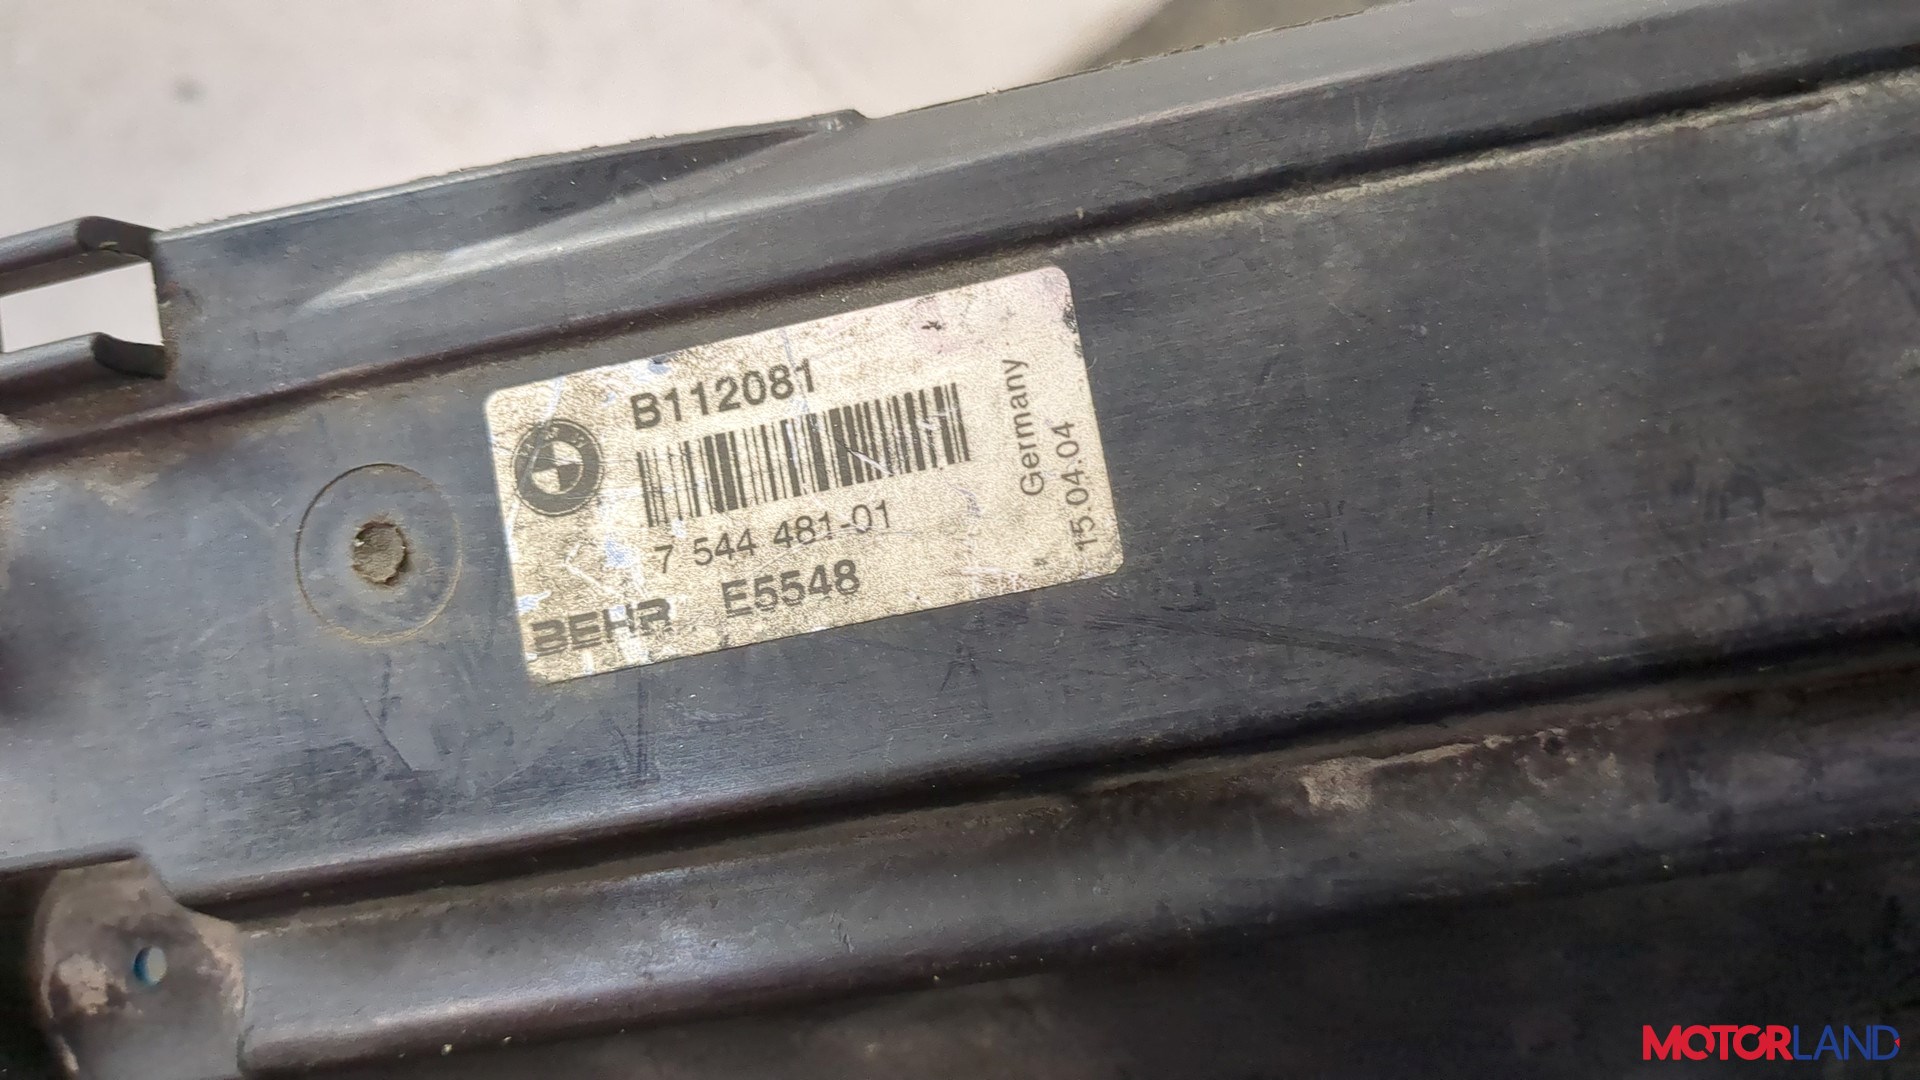 B112081
7 544 481-01
BEHR E5548
Germany
15.04.04
MOTORLAND